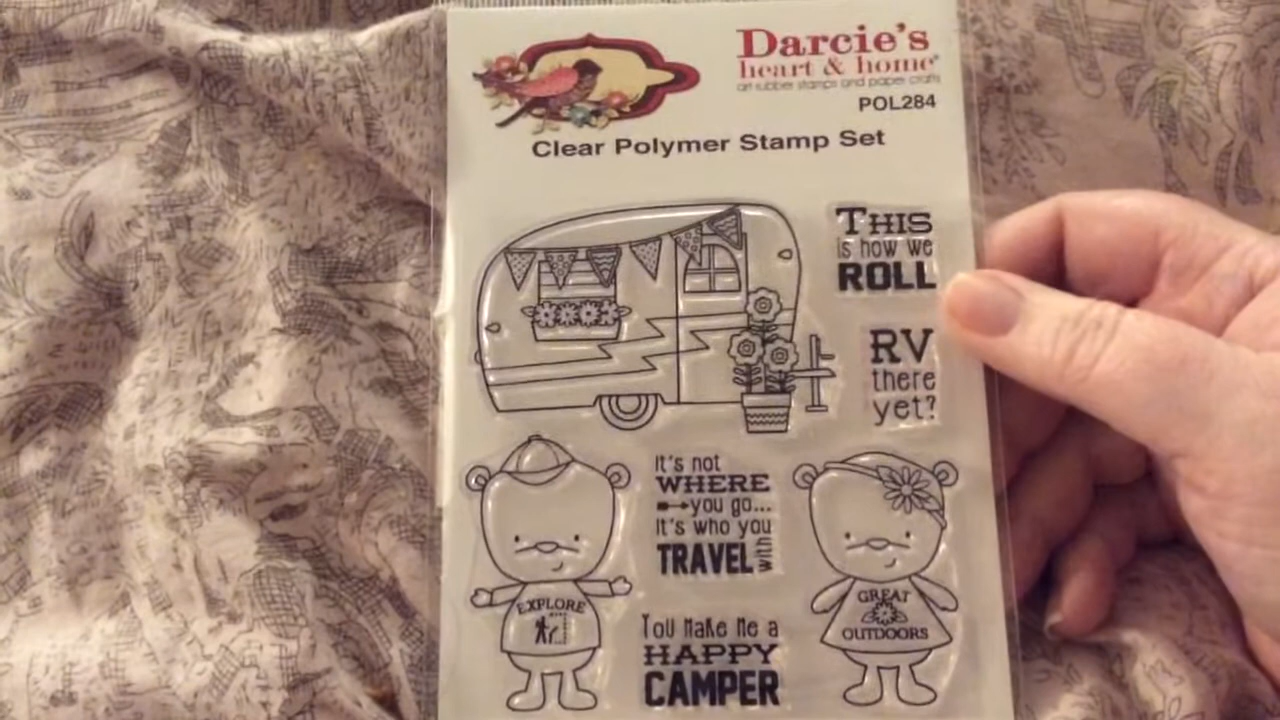 Darcie's
heart & home®
art rubber stamps and paper crafts
POL284
Clear Polymer Stamp Set
THIS
is how we
ROLL
RV
there
yet?
It's not
WHERE
you go...
It's who you
TRAVEL with
EXPLORE
GREAT
OUTDOORS
You Make Me a
HAPPY
CAMPER